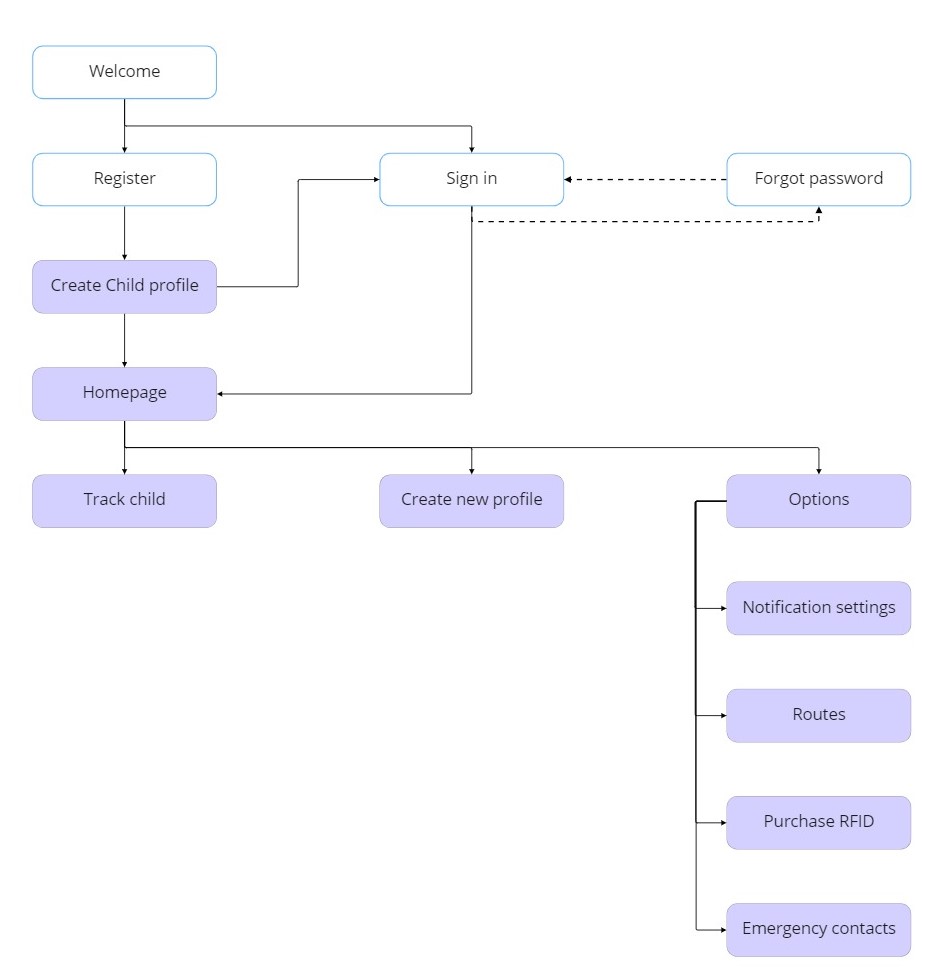 Welcome
Register
Sign in
Forgot password
Create Child profile
Homepage
Track child
Create new profile
Options
Notification settings
Routes
Purchase RFID
Emergency contacts